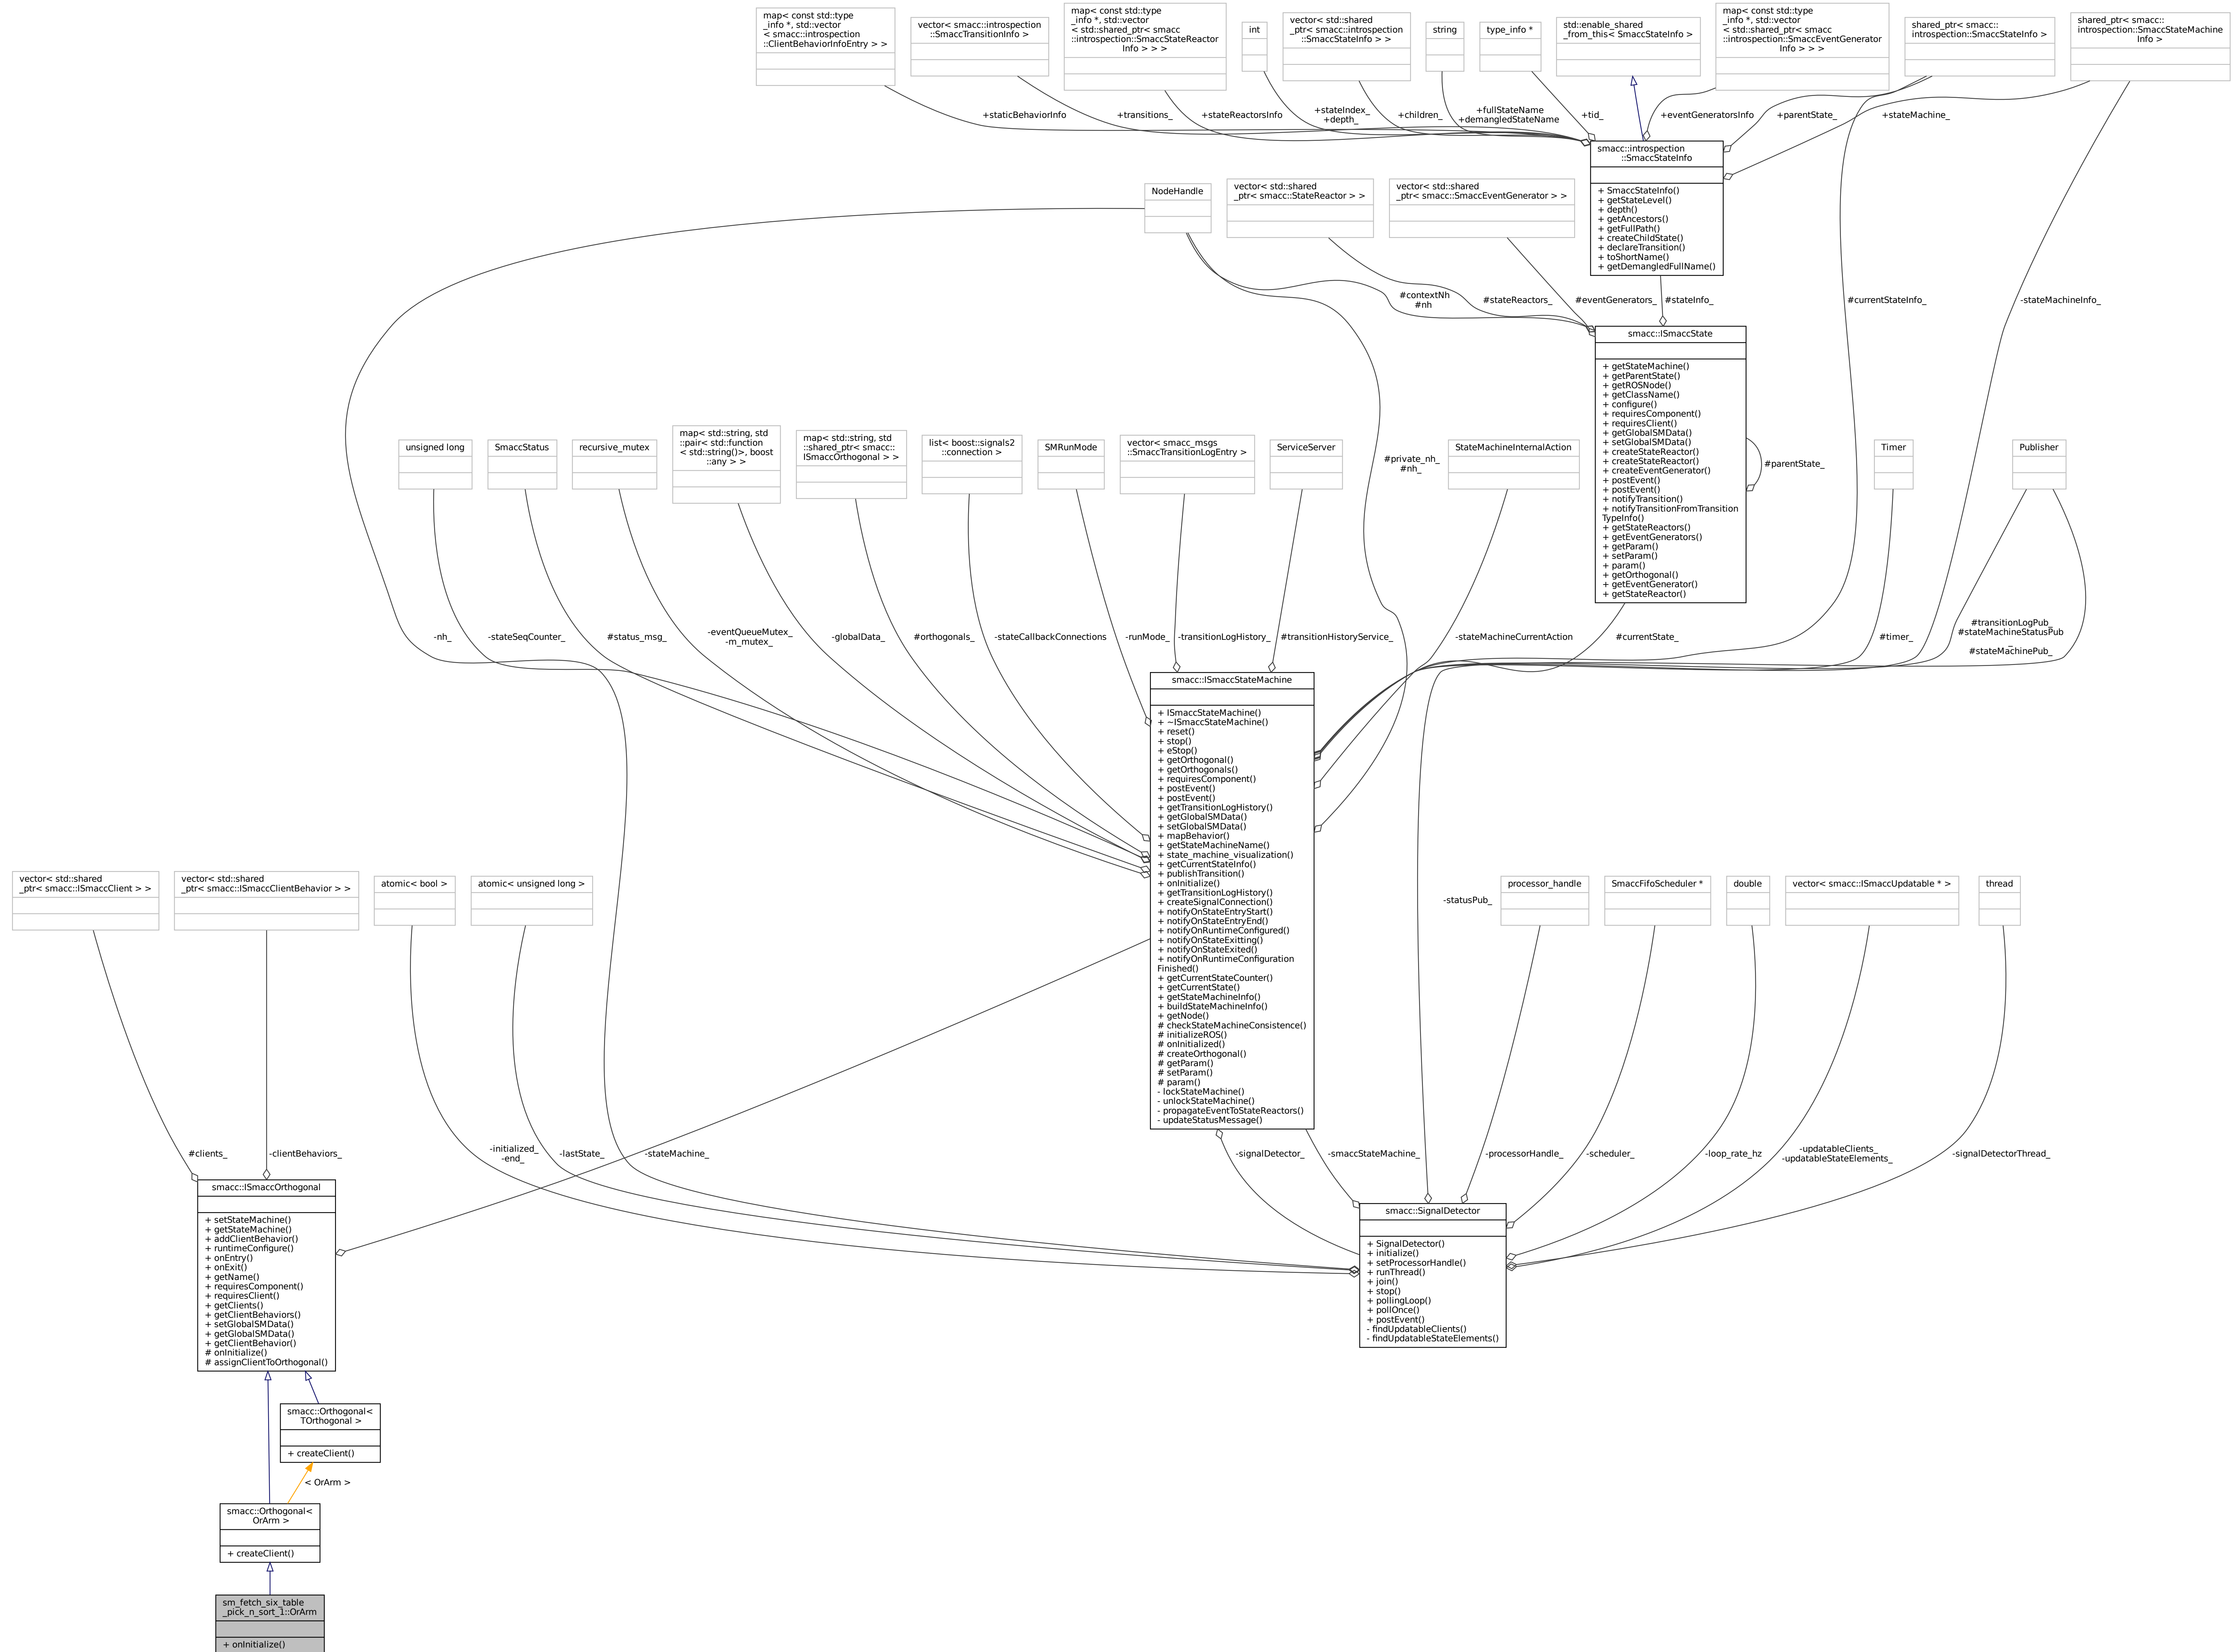 map< const std::type
_info *, std::vector
< smacc::introspection
::ClientBehaviorInfoEntry > >
vector< smacc::introspection
::SmaccTransitionInfo >
map< const std::type
_info *, std::vector
< std::shared_ptr< smacc
::introspection::SmaccStateReactor
Info > > >
int
vector< std::shared
_ptr< smacc::introspection
::SmaccStateInfo > >
string
type_info *
std::enable_shared
_from_this< SmaccStateInfo >
map< const std::type
_info *, std::vector
< std::shared_ptr< smacc
::introspection::SmaccEventGenerator
Info > > >
shared_ptr< smacc::
introspection::SmaccStateInfo >
shared_ptr< smacc::
introspection::SmaccStateMachine
Info >
+staticBehaviorInfo
+transitions_
+stateReactorsInfo
+stateIndex_
+depth_
+children_
+fullStateName
+demangledStateName
+tid_
+eventGeneratorsInfo
+parentState_
+stateMachine_
smacc::introspection
::SmaccStateInfo
+ SmaccStateInfo()
+ getStateLevel()
+ depth()
+ getAncestors()
+ getFullPath()
+ createChildState()
+ declareTransition()
+ toShortName()
+ getDemangledFullName()
NodeHandle
vector< std::shared
_ptr< smacc::StateReactor > >
vector< std::shared
_ptr< smacc::SmaccEventGenerator > >
#contextNh
#nh
#stateReactors_
#eventGenerators_
#stateInfo_
#currentStateInfo_
-stateMachineInfo_
smacc::ISmaccState
+ getStateMachine()
+ getParentState()
+ getROSNode()
+ getClassName()
+ configure()
+ requiresComponent()
+ requiresClient()
+ getGlobalSMData()
+ setGlobalSMData()
+ createStateReactor()
+ createStateReactor()
+ createEventGenerator()
+ postEvent()
+ postEvent()
+ notifyTransition()
+ notifyTransitionFromTransition
TypeInfo()
+ getStateReactors()
+ getEventGenerators()
+ getParam()
+ setParam()
+ param()
+ getOrthogonal()
+ getEventGenerator()
+ getStateReactor()
#parentState_
unsigned long
SmaccStatus
recursive_mutex
map< std::string, std
::pair< std::function
< std::string()>, boost
::any > >
map< std::string, std
::shared_ptr< smacc::
ISmaccOrthogonal > >
list< boost::signals2
::connection >
SMRunMode
vector< smacc_msgs
::SmaccTransitionLogEntry >
ServiceServer
#private_nh_
#nh_
StateMachineInternalAction
Timer
Publisher
-nh_
-stateSeqCounter_
#status_msg_
-eventQueueMutex_
-m_mutex_
-globalData_
#orthogonals_
-stateCallbackConnections
-runMode_
-transitionLogHistory_
#transitionHistoryService_
-stateMachineCurrentAction
#currentState_
#timer_
#transitionLogPub_
#stateMachineStatusPub
_
#stateMachinePub_
smacc::ISmaccStateMachine
+ ISmaccStateMachine()
+ ~ISmaccStateMachine()
+ reset()
+ stop()
+ eStop()
+ getOrthogonal()
+ getOrthogonals()
+ requiresComponent()
+ postEvent()
+ postEvent()
+ getTransitionLogHistory()
+ getGlobalSMData()
+ setGlobalSMData()
+ mapBehavior()
+ getStateMachineName()
+ state_machine_visualization()
+ getCurrentStateInfo()
+ publishTransition()
+ onInitialize()
+ getTransitionLogHistory()
+ createSignalConnection()
+ notifyOnStateEntryStart()
+ notifyOnStateEntryEnd()
+ notifyOnRuntimeConfigured()
+ notifyOnStateExitting()
+ notifyOnStateExited()
+ notifyOnRuntimeConfiguration
Finished()
+ getCurrentStateCounter()
+ getCurrentState()
+ getStateMachineInfo()
+ buildStateMachineInfo()
+ getNode()
# checkStateMachineConsistence()
# initializeROS()
# onInitialized()
# createOrthogonal()
# getParam()
# setParam()
# param()
- lockStateMachine()
- unlockStateMachine()
- propagateEventToStateReactors()
- updateStatusMessage()
vector< std::shared
_ptr< smacc::ISmaccClient > >
vector< std::shared
_ptr< smacc::ISmaccClientBehavior > >
atomic< bool >
atomic< unsigned long >
-statusPub_
processor_handle
SmaccFifoScheduler *
double
vector< smacc::ISmaccUpdatable * >
thread
#clients_
-clientBehaviors_
-initialized_
-end_
-lastState_
-stateMachine_
-signalDetector_
-smaccStateMachine_
-processorHandle_
-scheduler_
-loop_rate_hz
-updatableClients_
-updatableStateElements_
-signalDetectorThread_
smacc::ISmaccOrthogonal
+ setStateMachine()
+ getStateMachine()
+ addClientBehavior()
+ runtimeConfigure()
+ onEntry()
+ onExit()
+ getName()
+ requiresComponent()
+ requiresClient()
+ getClients()
+ getClientBehaviors()
+ setGlobalSMData()
+ getGlobalSMData()
+ getClientBehavior()
# onInitialize()
# assignClientToOrthogonal()
smacc::SignalDetector
+ SignalDetector()
+ initialize()
+ setProcessorHandle()
+ runThread()
+ join()
+ stop()
+ pollingLoop()
+ pollOnce()
+ postEvent()
- findUpdatableClients()
- findUpdatableStateElements()
smacc::Orthogonal<
TOrthogonal >
+ createClient()
< OrArm >
smacc::Orthogonal<
OrArm >
+ createClient()
sm_fetch_six_table
_pick_n_sort_1::OrArm
+ onInitialize()